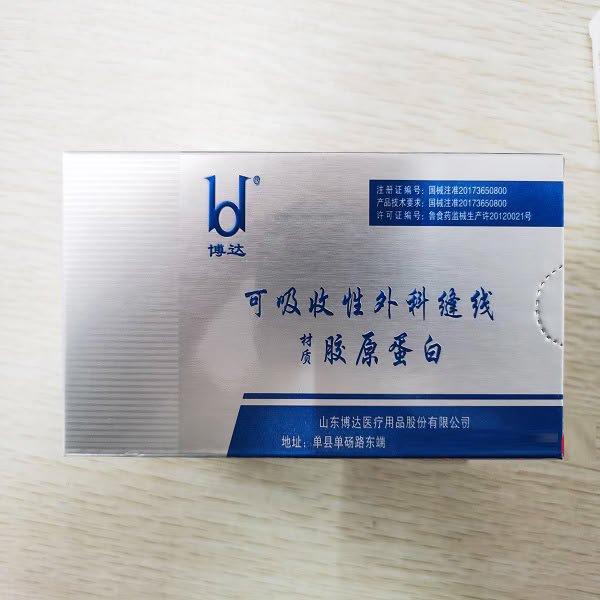 注册证编号：国械注准20173650800
产品技术要求：国械注准20173650800
许可证编号：鲁食药监械生产许20120021号
bd®
博达
可吸收性外科缝线
材质 胶原蛋白
山东博达医疗用品股份有限公司
地址：单县单砀路东端